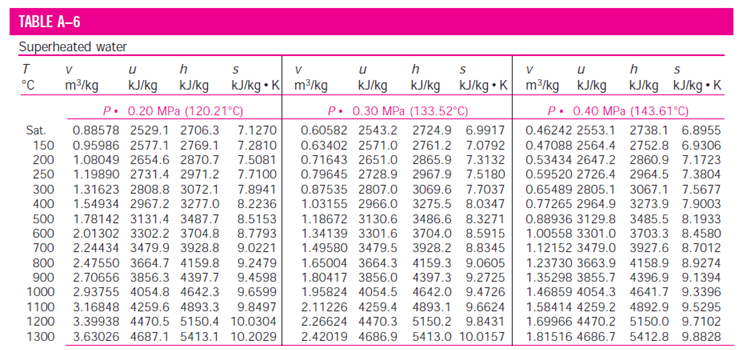 TABLE A–6
Superheated water
T v u h s v u h s v u h s
°C m³/kg kJ/kg kJ/kg kJ/kg • K m³/kg kJ/kg kJ/kg kJ/kg • K m³/kg kJ/kg kJ/kg kJ/kg • K
P • 0.20 MPa (120.21°C) P • 0.30 MPa (133.52°C) P • 0.40 MPa (143.61°C)
Sat. 0.88578 2529.1 2706.3 7.1270 0.60582 2543.2 2724.9 6.9917 0.46242 2553.1 2738.1 6.8955
150 0.95986 2577.1 2769.1 7.2810 0.63402 2571.0 2761.2 7.0792 0.47088 2564.4 2752.8 6.9306
200 1.08049 2654.6 2870.7 7.5081 0.71643 2651.0 2865.9 7.3132 0.53434 2647.2 2860.9 7.1723
250 1.19890 2731.4 2971.2 7.7100 0.79645 2728.9 2967.9 7.5180 0.59520 2726.4 2964.5 7.3804
300 1.31623 2808.8 3072.1 7.8941 0.87535 2807.0 3069.6 7.7037 0.65489 2805.1 3067.1 7.5677
400 1.54934 2967.2 3277.0 8.2236 1.03155 2966.0 3275.5 8.0347 0.77265 2964.9 3273.9 7.9003
500 1.78142 3131.4 3487.7 8.5153 1.18672 3130.6 3486.6 8.3271 0.88936 3129.8 3485.5 8.1933
600 2.01302 3302.2 3704.8 8.7793 1.34139 3301.6 3704.0 8.5915 1.00558 3301.0 3703.3 8.4580
700 2.24434 3479.9 3928.8 9.0221 1.49580 3479.5 3928.2 8.8345 1.12152 3479.0 3927.6 8.7012
800 2.47550 3664.7 4159.8 9.2479 1.65004 3664.3 4159.3 9.0605 1.23730 3663.9 4158.9 8.9274
900 2.70656 3856.3 4397.7 9.4598 1.80417 3856.0 4397.3 9.2725 1.35298 3855.7 4396.9 9.1394
1000 2.93755 4054.8 4642.3 9.6599 1.95824 4054.5 4642.0 9.4726 1.46859 4054.3 4641.7 9.3396
1100 3.16848 4259.6 4893.3 9.8497 2.11226 4259.4 4893.1 9.6624 1.58414 4259.2 4892.9 9.5295
1200 3.39938 4470.5 5150.4 10.0304 2.26624 4470.3 5150.2 9.8431 1.69966 4470.2 5150.0 9.7102
1300 3.63026 4687.1 5413.1 10.2029 2.42019 4686.9 5413.0 10.0157 1.81516 4686.7 5412.8 9.8828